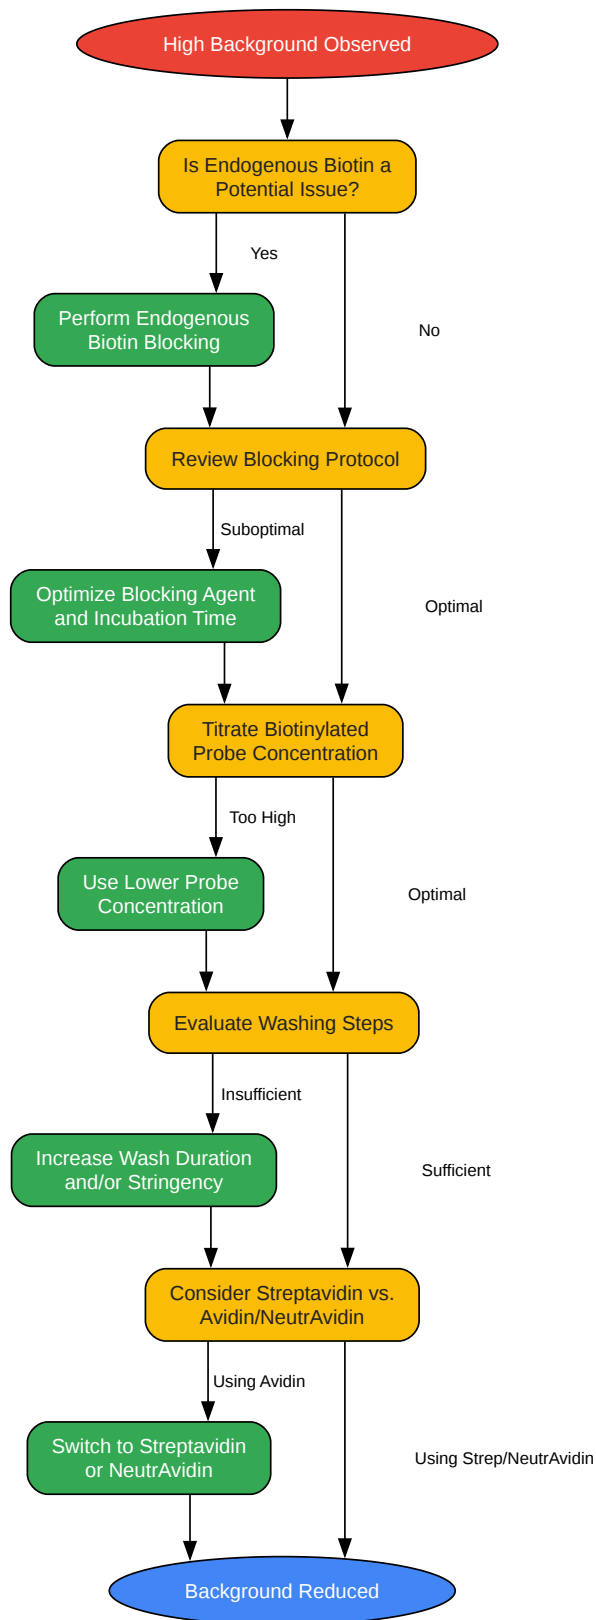 High Background Observed
Is Endogenous Biotin a
Potential Issue?
Yes
Perform Endogenous
Biotin Blocking
No
Review Blocking Protocol
Suboptimal
Optimize Blocking Agent
and Incubation Time
Optimal
Titrate Biotinylated
Probe Concentration
Too High
Use Lower Probe
Concentration
Optimal
Evaluate Washing Steps
Insufficient
Increase Wash Duration
and/or Stringency
Sufficient
Consider Streptavidin vs.
Avidin/NeutrAvidin
Using Avidin
Switch to Streptavidin
or NeutrAvidin
Using Strep/NeutrAvidin
Background Reduced